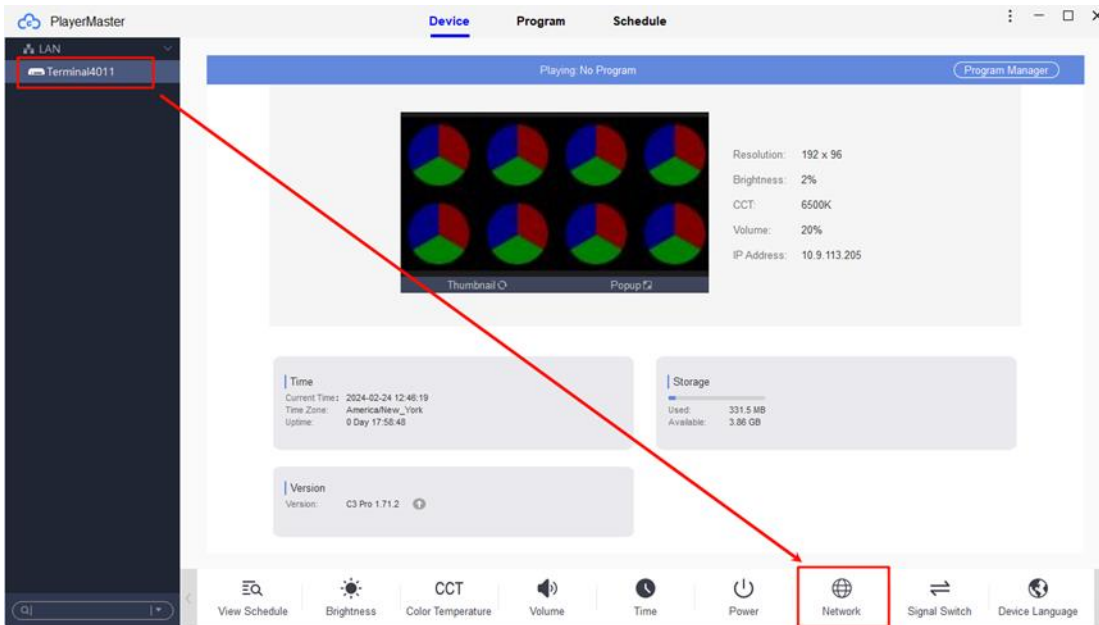 PlayerMaster
Device Program Schedule
LAN
Terminal4011
Playing: No Program
Program Manager
Resolution: 192 x 96
Brightness: 2%
CCT: 6500K
Volume: 20%
IP Address: 10.9.113.205
Thumbnail Popup
Time
Current Time: 2024-02-24 12:46:19
Time Zone: America/New_York
Uptime: 0 Day 17:58:48
Storage
Used: 331.5 MB
Available: 3.86 GB
Version
Version: C3 Pro 1.71.2
CCT
View Schedule Brightness Color Temperature Volume Time Power Network Signal Switch Device Language